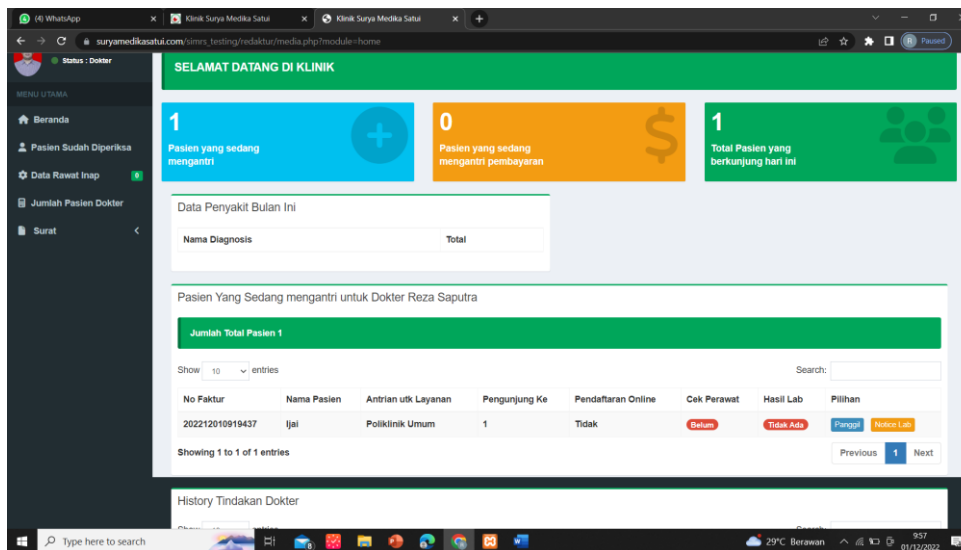 (4) WhatsApp
Klinik Surya Medika Satui
Klinik Surya Medika Satui
suryamedikasatui.com/simrs_testing/redaktur/media.php?module=home
R Paused
Status : Dokter
MENU UTAMA
Beranda
Pasien Sudah Diperiksa
Data Rawat Inap 0
Jumlah Pasien Dokter
Surat
SELAMAT DATANG DI KLINIK
1
Pasien yang sedang
mengantri
0
Pasien yang sedang
mengantri pembayaran
1
Total Pasien yang
berkunjung hari ini
Data Penyakit Bulan Ini
Nama Diagnosis Total
Pasien Yang Sedang mengantri untuk Dokter Reza Saputra
Jumlah Total Pasien 1
Show 10 entries Search:
No Faktur Nama Pasien Antrian utk Layanan Pengunjung Ke Pendaftaran Online Cek Perawat Hasil Lab Pilihan
202212010919437 Ijai Poliklinik Umum 1 Tidak Belum Tidak Ada Panggil Notice Lab
Showing 1 to 1 of 1 entries Previous 1 Next
History Tindakan Dokter
Type here to search
29°C Berawan
9:57
01/12/2022